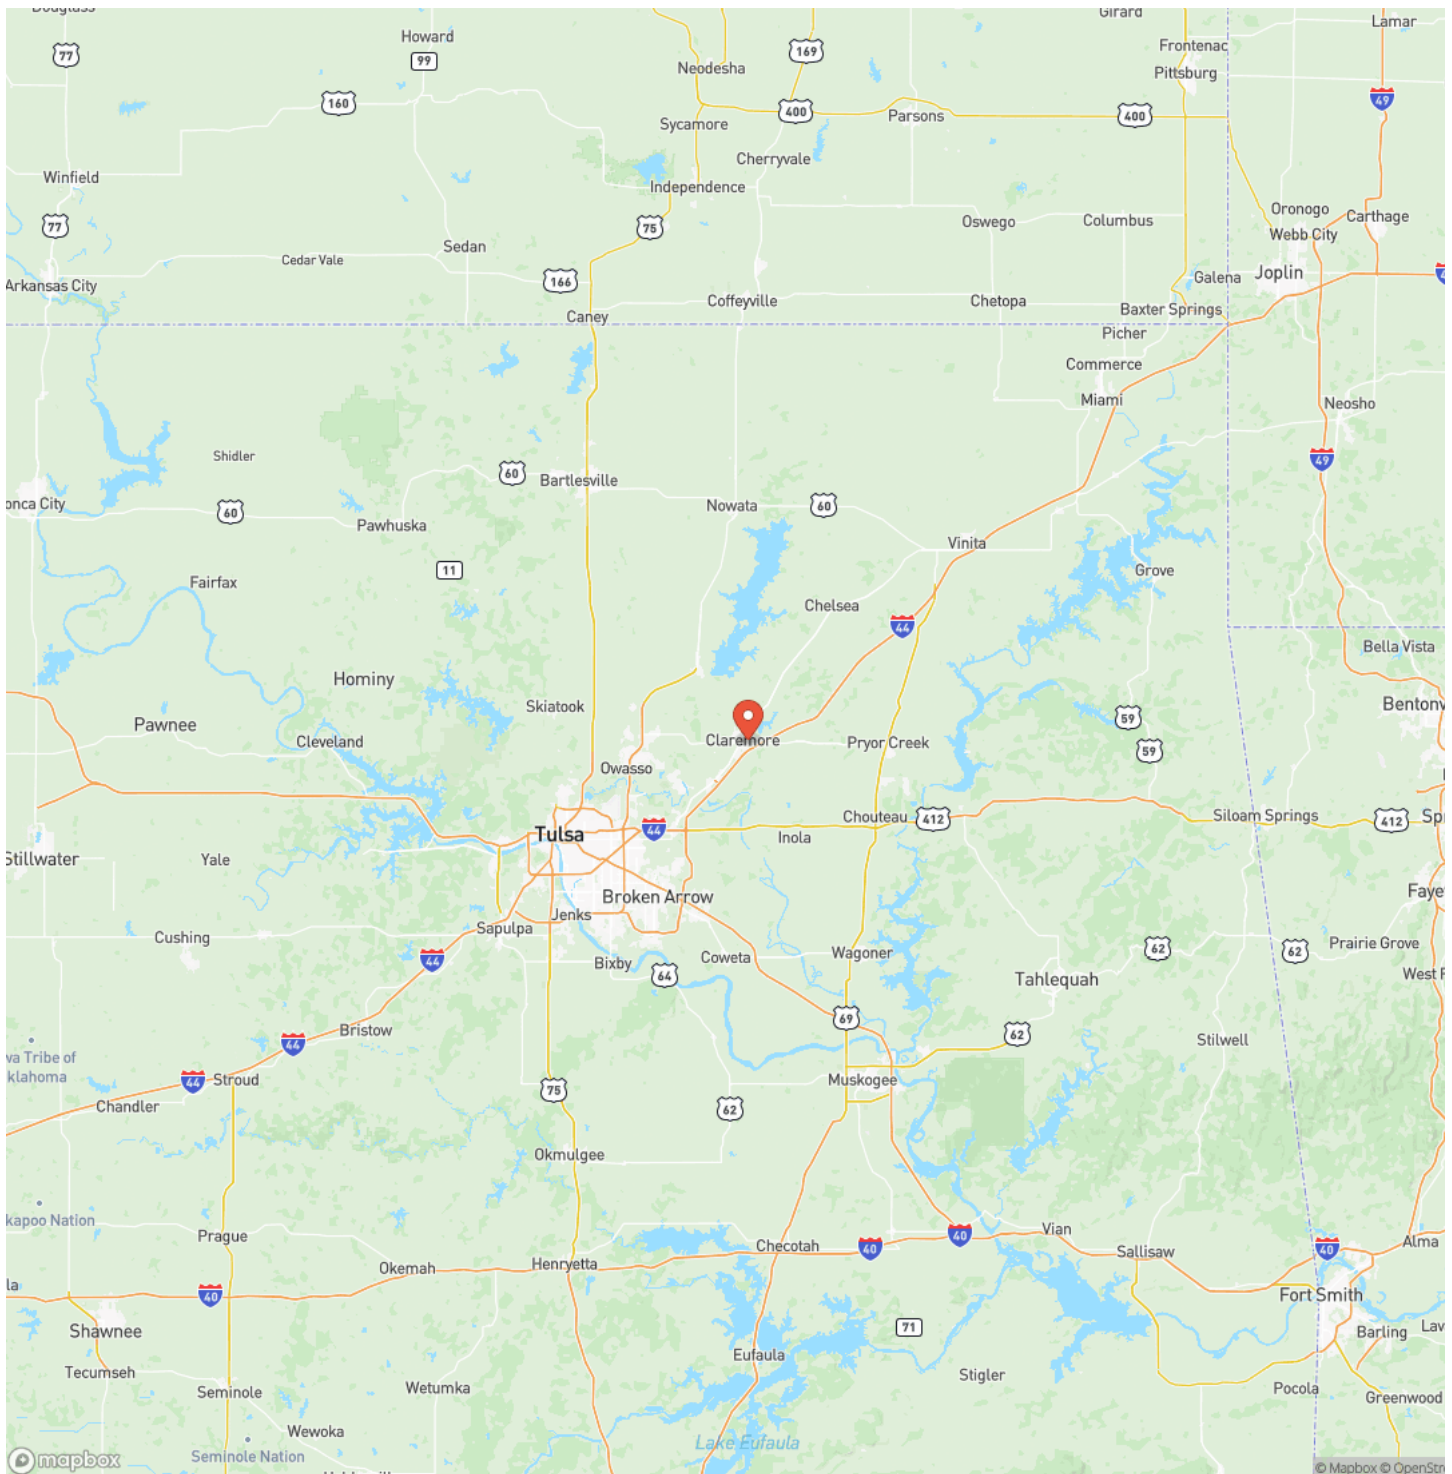 Douglass
Girard
Lamar
77
Howard
99
169
Frontenac
Neodesha
Pittsburg
160
400
400
49
Parsons
Sycamore
Cherryvale
Winfield
Independence
77
75
Oswego
Columbus
Oronogo
Carthage
Webb City
Sedan
Cedar Vale
166
Galena
Joplin
Arkansas City
Coffeyville
Chetopa
Baxter Springs
Caney
Picher
Commerce
Miami
Neosho
Shidler
49
60
Bartlesville
onca City
60
Nowata
60
Pawhuska
Vinita
11
Grove
Fairfax
Chelsea
44
Bella Vista
Hominy
Skiatook
Bentonv
Pawnee
59
Cleveland
Claremore
Pryor Creek
59
Owasso
Chouteau
412
Siloam Springs
412
Spr
Tulsa
44
Inola
Stillwater
Yale
Broken Arrow
Faye
Jenks
Sapulpa
Cushing
62
62
Prairie Grove
44
Bixby
Coweta
Wagoner
64
Tahlequah
West F
69
62
Bristow
44
Stilwell
wa Tribe of
klahoma
44
Stroud
Muskogee
75
Chandler
62
Okmulgee
kapoo Nation
Prague
Vian
40
Checotah
40
Sallisaw
40
Alma
Okemah
Henryetta
la
40
Fort Smith
Shawnee
71
Barling
Lav
Eufaula
Tecumseh
Stigler
Seminole
Wetumka
Pocola
Greenwood
Wewoka
Lake Eufaula
Seminole Nation
mapbox
© Mapbox © OpenStre